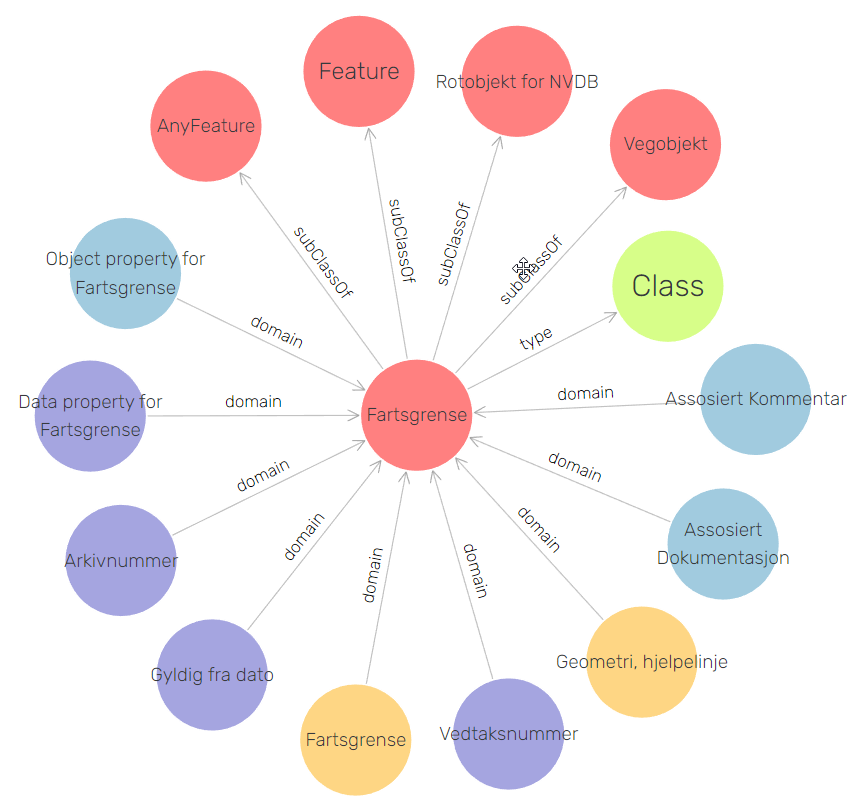 Feature
Rotobjekt for NVDB
AnyFeature
Vegobjekt
subClassOf
subClassOf
subClassOf
subClassOf
Object property for
Fartsgrense
Class
domain
type
Data property for
Fartsgrense
domain
Fartsgrense
domain
Assosiert Kommentar
domain
domain
Arkivnummer
domain
domain
domain
domain
Assosiert
Dokumentasjon
Gyldig fra dato
Geometri, hjelpelinje
Fartsgrense
Vedtaksnummer